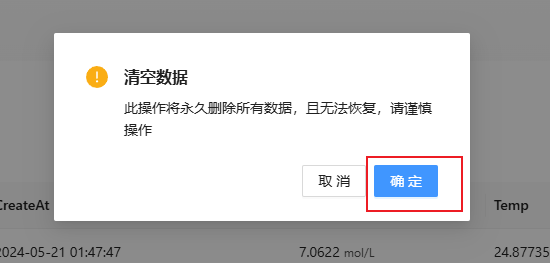 清空数据
此操作将永久删除所有数据，且无法恢复，请谨慎
操作
取 消 确 定
CreateAt Temp
2024-05-21 01:47:47 7.0622 mol/L 24.87735